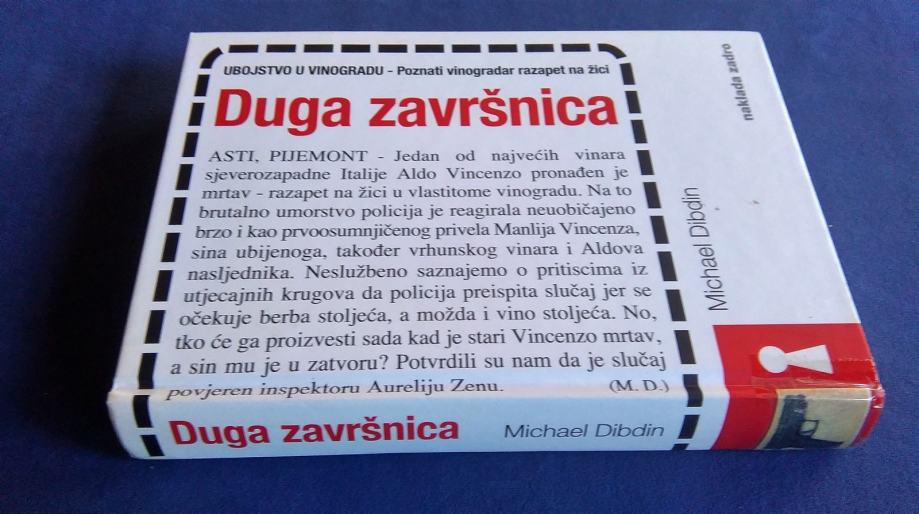 UBOJSTVO U VINOGRADU - Poznati vinogradar razapet na žici
Duga završnica
ASTI, PIJEMONT - Jedan od najvećih vinara
sjeverozapadne Italije Aldo Vincenzo pronađen je
mrtav - razapet na žici u vlastitome vinogradu. Na to
brutalno umorstvo policija je reagirala neuobičajeno
brzo i kao prvoosumnjičenog privela Manlija Vincenza,
sina ubijenoga, također vrhunskog vinara i Aldova
nasljednika. Neslužbeno saznajemo o pritiscima iz
utjecajnih krugova da policija preispita slučaj jer se
očekuje berba stoljeća, a možda i vino stoljeća. No,
tko će ga proizvesti sada kad je stari Vincenzo mrtav,
a sin mu je u zatvoru? Potvrdili su nam da je slučaj
povjeren inspektoru Aureliju Zenu. (M. D.)
Michael Dibdin
naklada zadro
Duga završnica Michael Dibdin